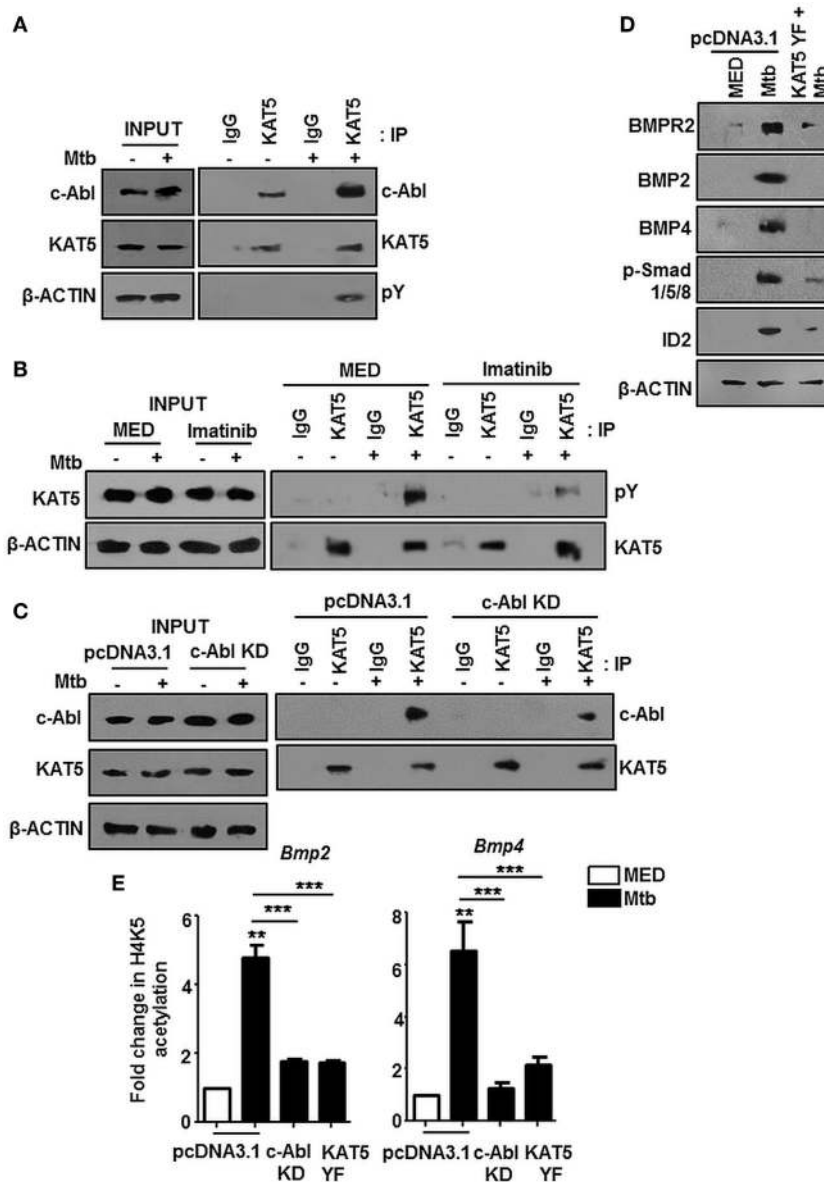 A
INPUT
IgG KAT5 IgG KAT5 : IP
Mtb - + - - + +
c-Abl c-Abl
KAT5 KAT5
β-ACTIN pY
B
MED Imatinib
INPUT
MED Imatinib
IgG KAT5 IgG KAT5 IgG KAT5 IgG KAT5 : IP
Mtb - + - + - - + + - - + +
KAT5 pY
β-ACTIN KAT5
C
pcDNA3.1 c-Abl KD
INPUT
pcDNA3.1 c-Abl KD
IgG KAT5 IgG KAT5 IgG KAT5 IgG KAT5 : IP
Mtb - + - + - - + + - - + +
c-Abl c-Abl
KAT5 KAT5
β-ACTIN
D
pcDNA3.1
MED Mtb KAT5 YF + Mtb
BMPR2
BMP2
BMP4
p-Smad
1/5/8
ID2
β-ACTIN
E
Bmp2 Bmp4
MED
Mtb
Fold change in H4K5
acetylation
6
4
2
0
***
***
**
pcDNA3.1 c-Abl KAT5
KD YF
8
6
4
2
0
***
***
**
pcDNA3.1 c-Abl KAT5
KD YF